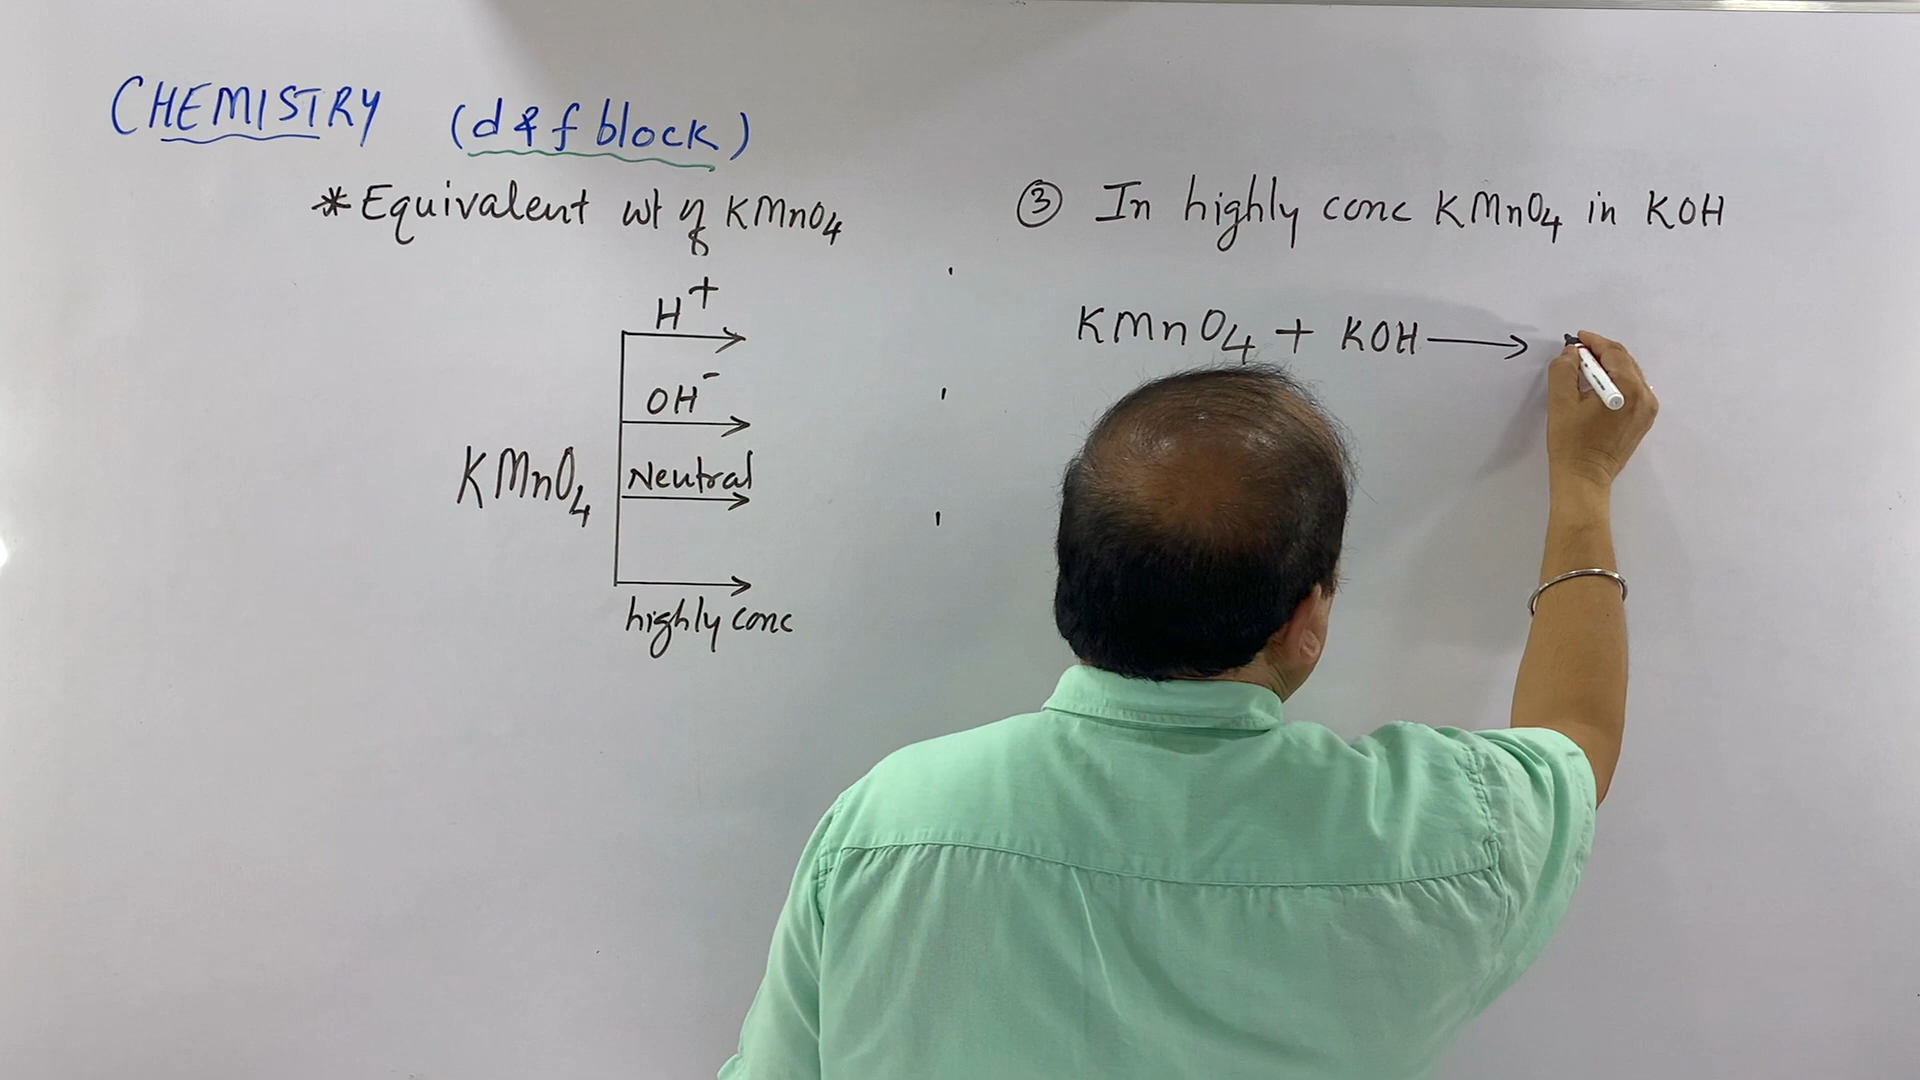 CHEMISTRY (d & f block)
* Equivalent wt of KMnO4
H+
OH-
KMnO4
Neutral
highly conc
③ In highly conc KMnO4 in KOH
KMnO4 + KOH →